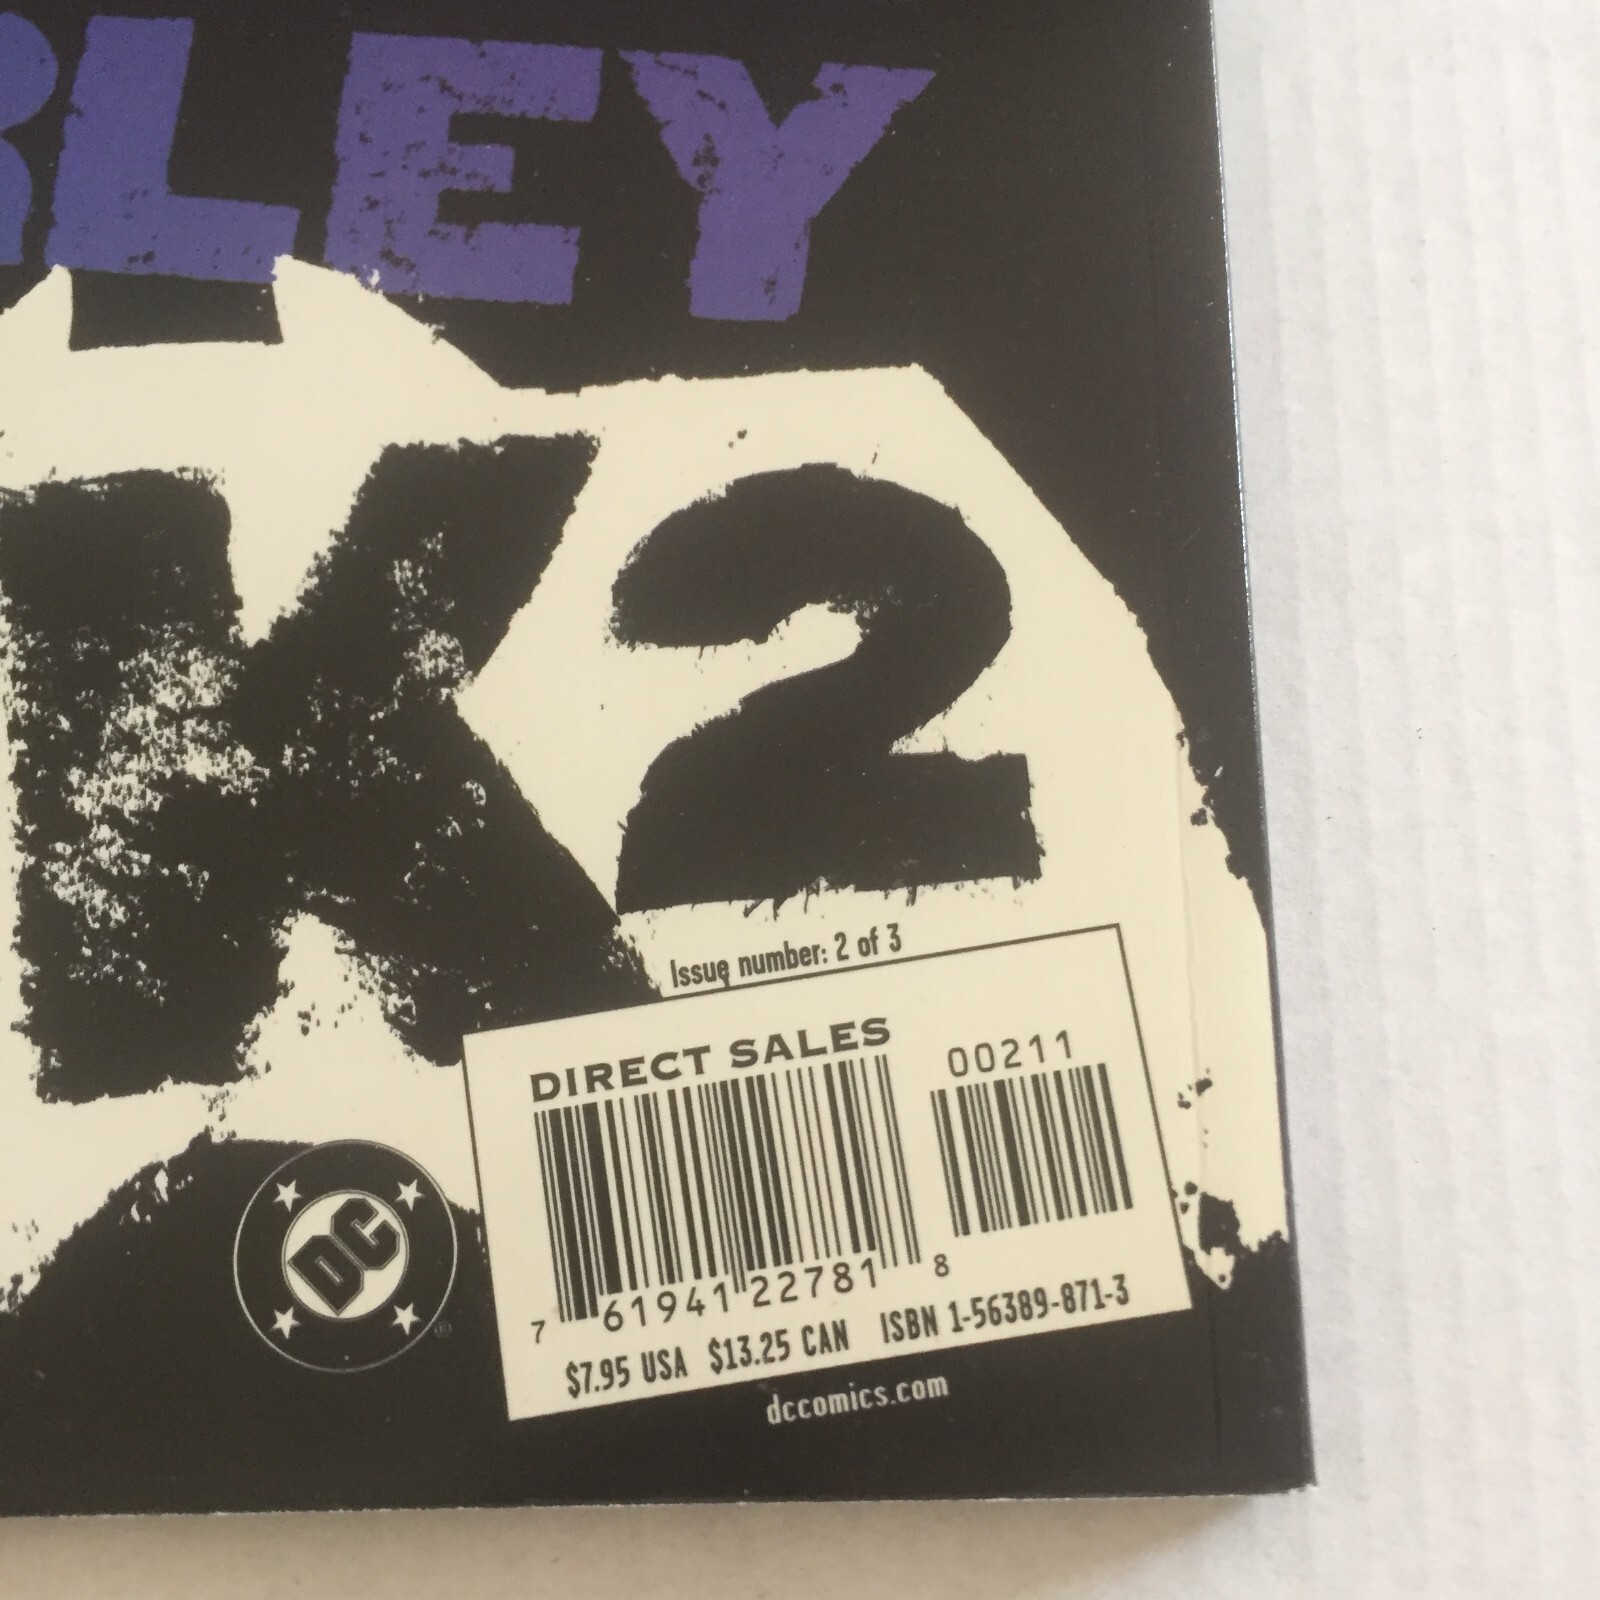 BLEY
K2
Issue number: 2 of 3
DIRECT SALES
00211
7 61941 22781 8
$7.95 USA $13.25 CAN ISBN 1-56389-871-3
DC
®
dccomics.com